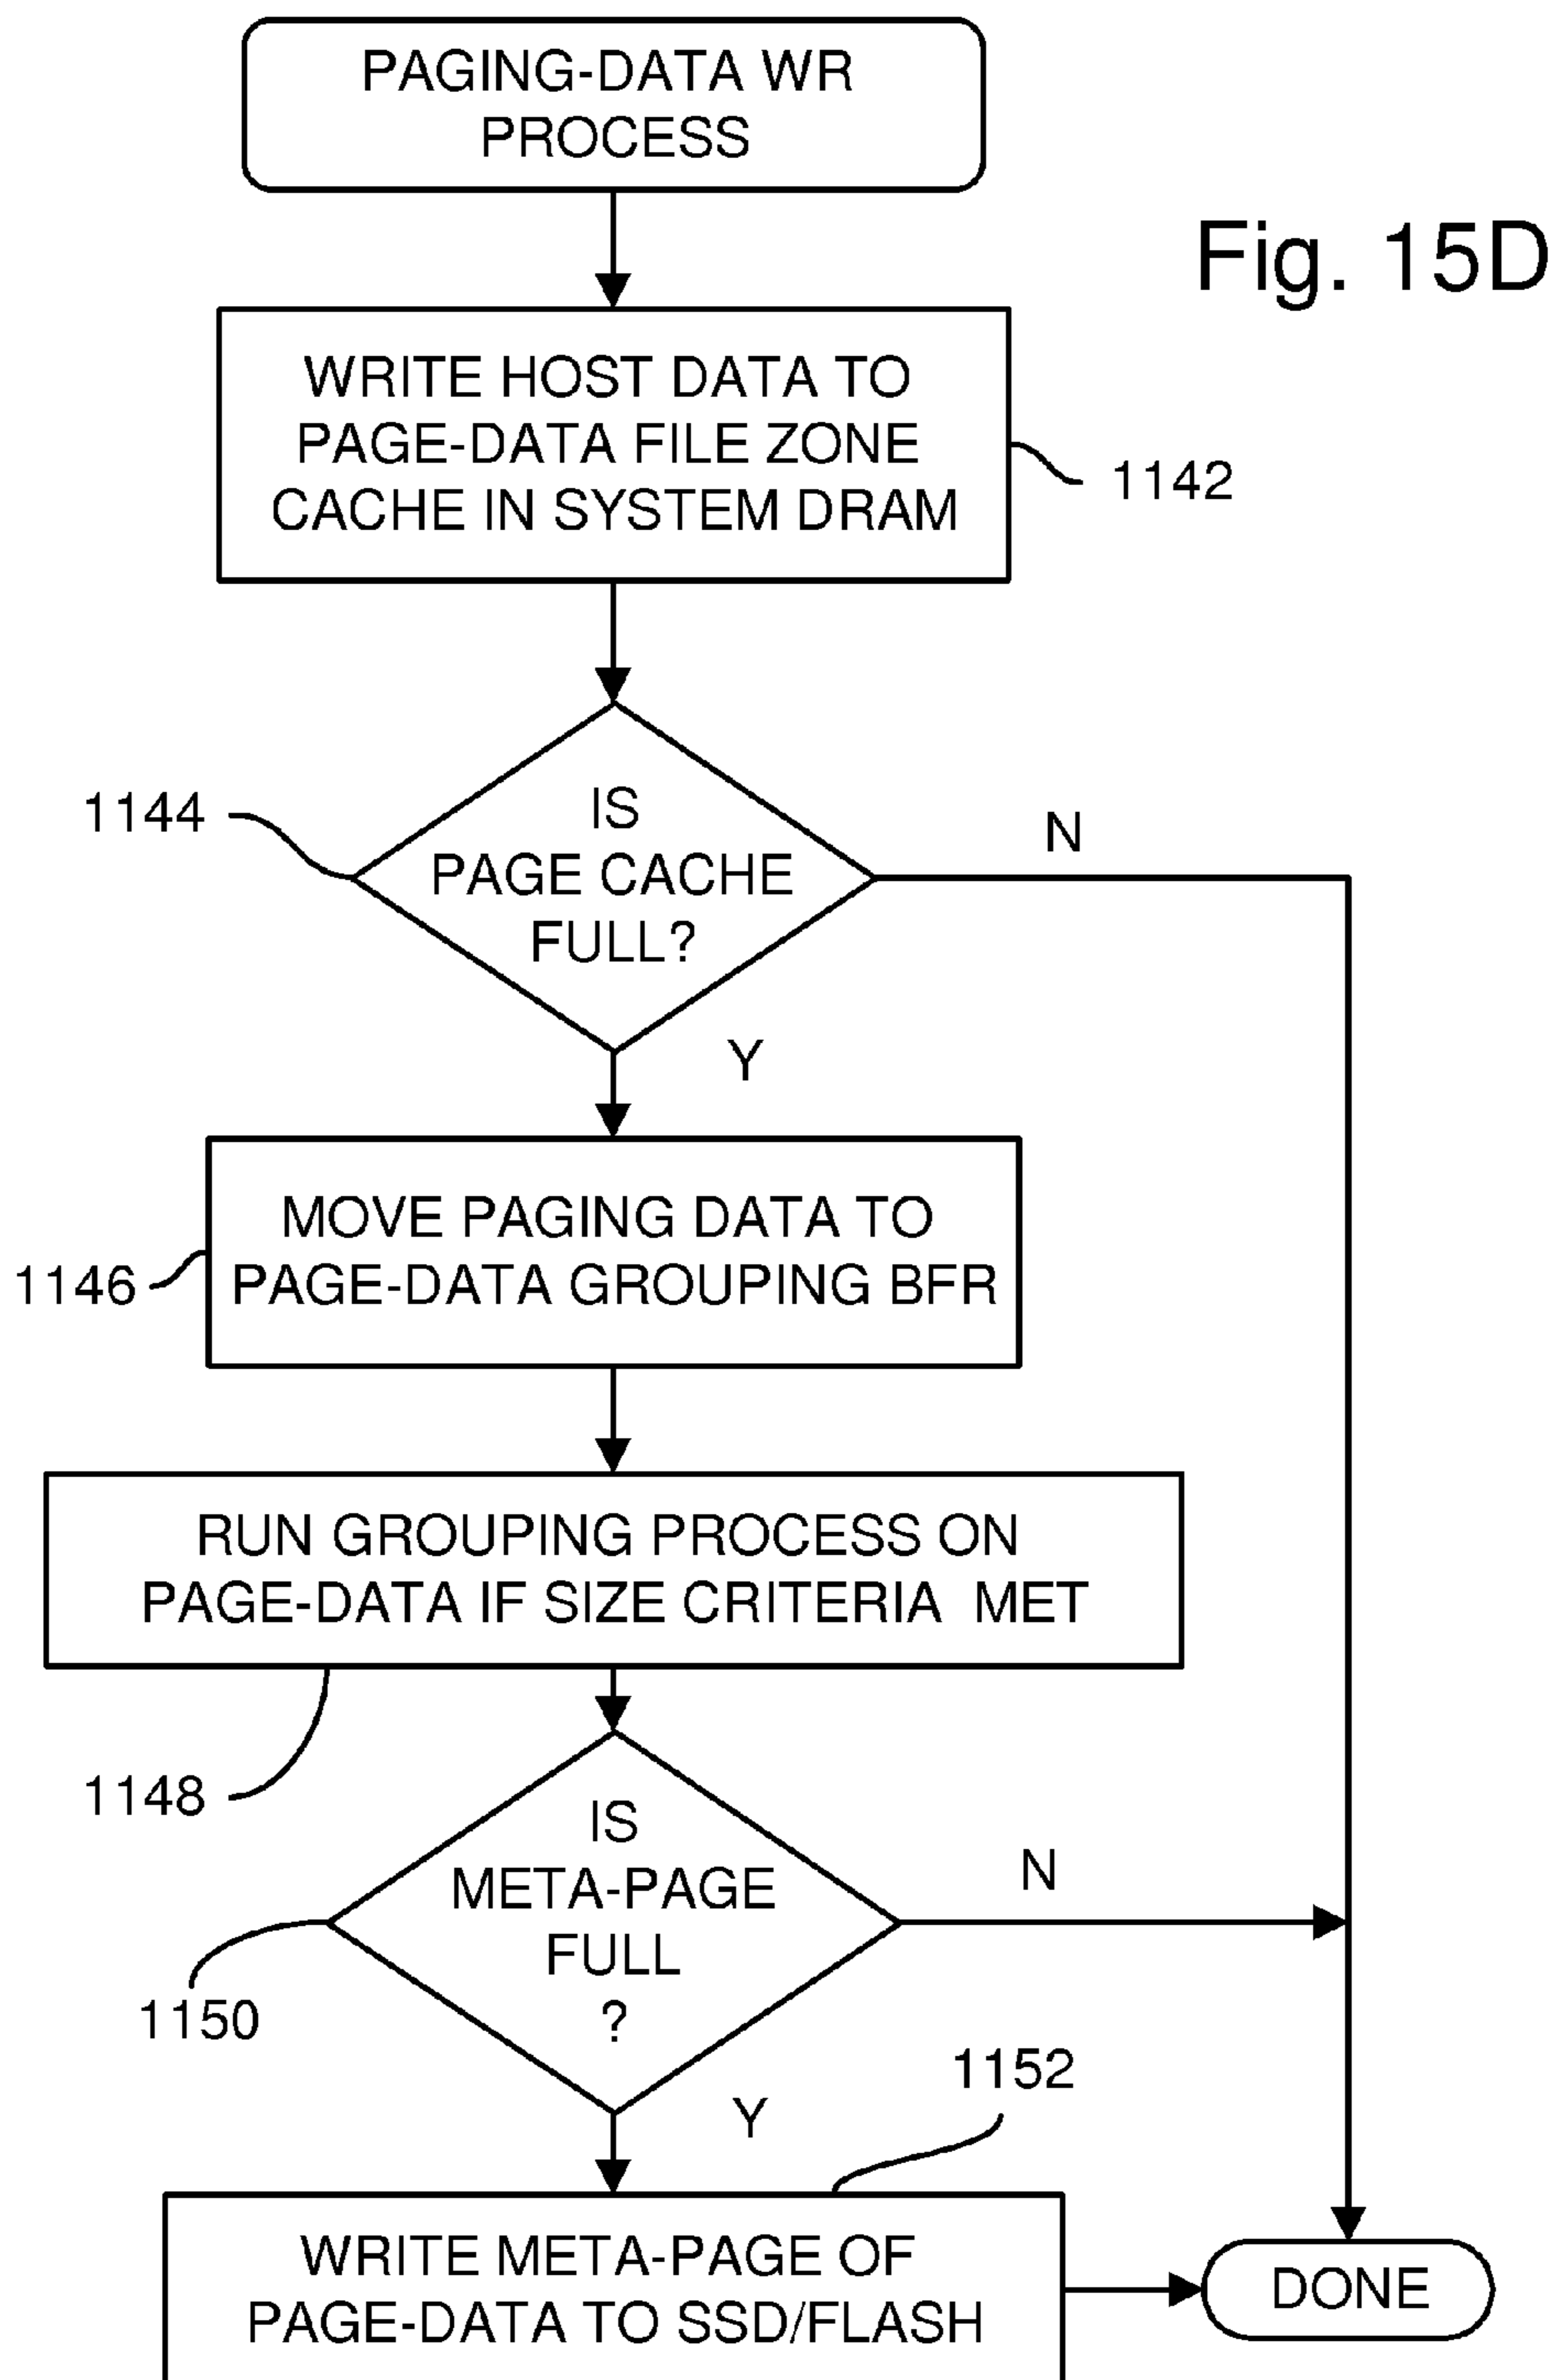 PAGING-DATA WR
PROCESS
Fig. 15D
WRITE HOST DATA TO
PAGE-DATA FILE ZONE
CACHE IN SYSTEM DRAM
1142
1144
IS
PAGE CACHE
FULL?
N
Y
MOVE PAGING DATA TO
PAGE-DATA GROUPING BFR
1146
RUN GROUPING PROCESS ON
PAGE-DATA IF SIZE CRITERIA MET
1148
IS
META-PAGE
FULL
?
N
1150
Y
1152
WRITE META-PAGE OF
PAGE-DATA TO SSD/FLASH
DONE